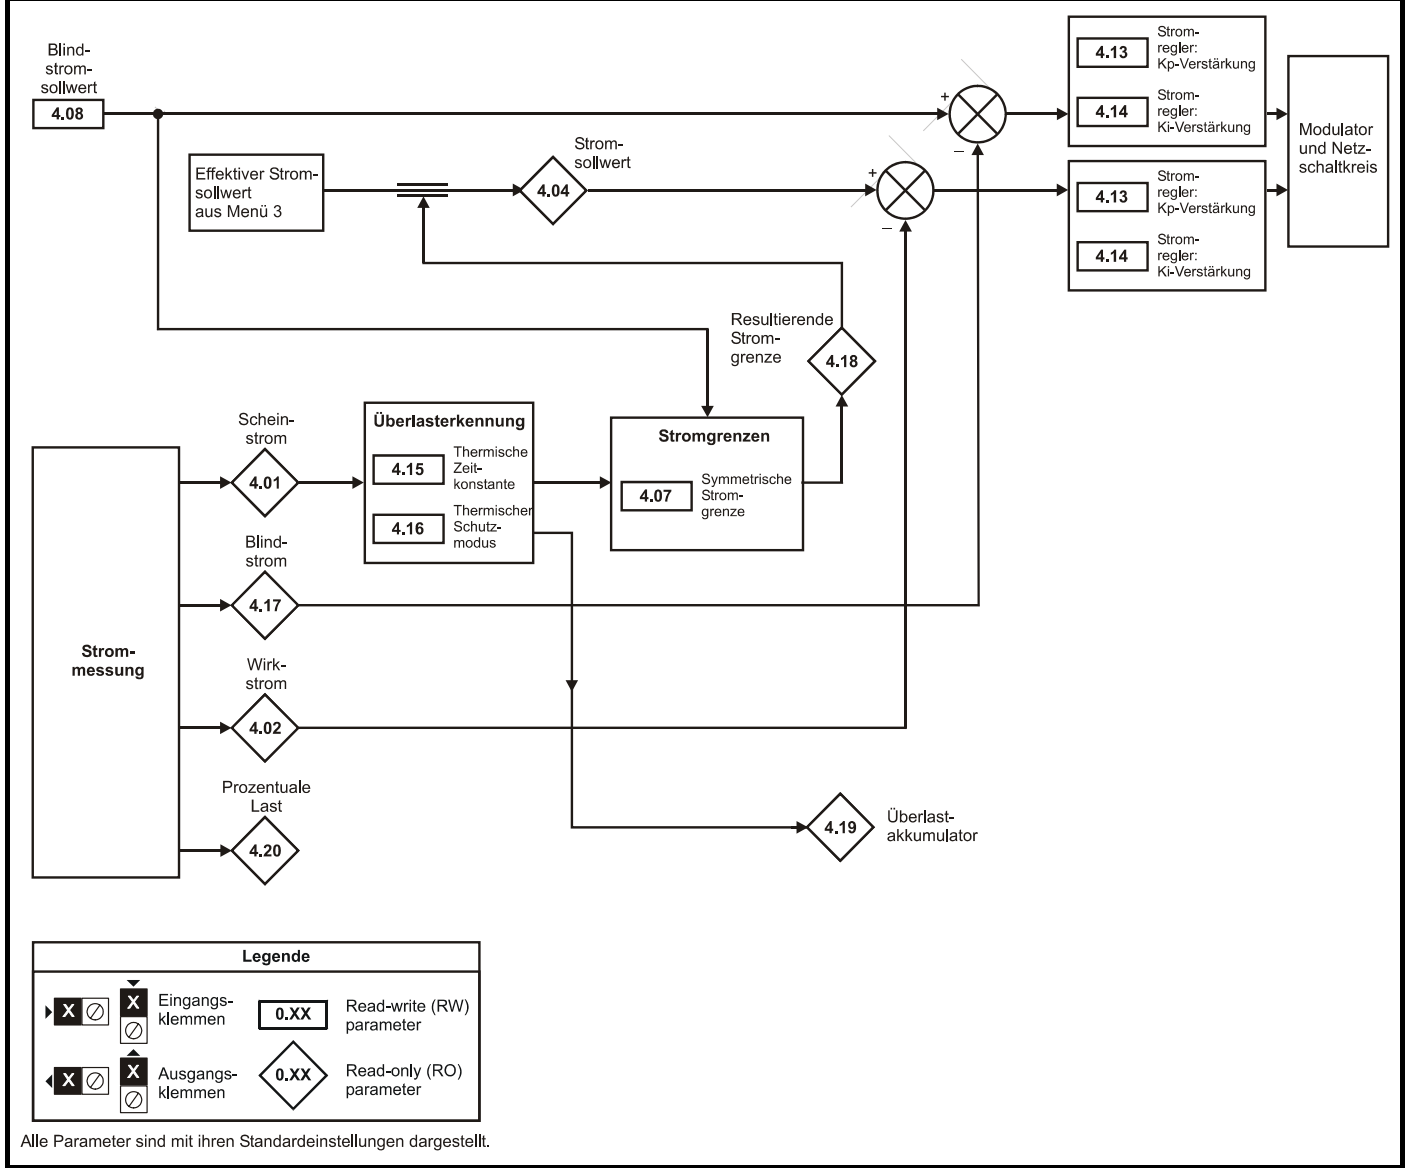 Blind-
strom-
sollwert
4.08
Effektiver Strom-
sollwert
aus Menü 3
Strom-
sollwert
4.04
+
−
+
−
Strom-
regler:
4.13
Kp-Verstärkung
Strom-
regler:
4.14
Ki-Verstärkung
Strom-
regler:
4.13
Kp-Verstärkung
Strom-
regler:
4.14
Ki-Verstärkung
Modulator
und Netz-
schaltkreis
Resultierende
Strom-
grenze
4.18
Überlasterkennung
4.15
Thermische
Zeit-
konstante
4.16
Thermischer
Schutz-
modus
Stromgrenzen
4.07
Symmetrische
Strom-
grenze
Strom-
messung
Schein-
strom
4.01
Blind-
strom
4.17
Wirk-
strom
4.02
Prozentuale
Last
4.20
4.19
Überlast-
akkumulator
Legende
X
X
Eingangs-
klemmen
0.XX
Read-write (RW)
parameter
X
X
Ausgangs-
klemmen
0.XX
Read-only (RO)
parameter
Alle Parameter sind mit ihren Standardeinstellungen dargestellt.